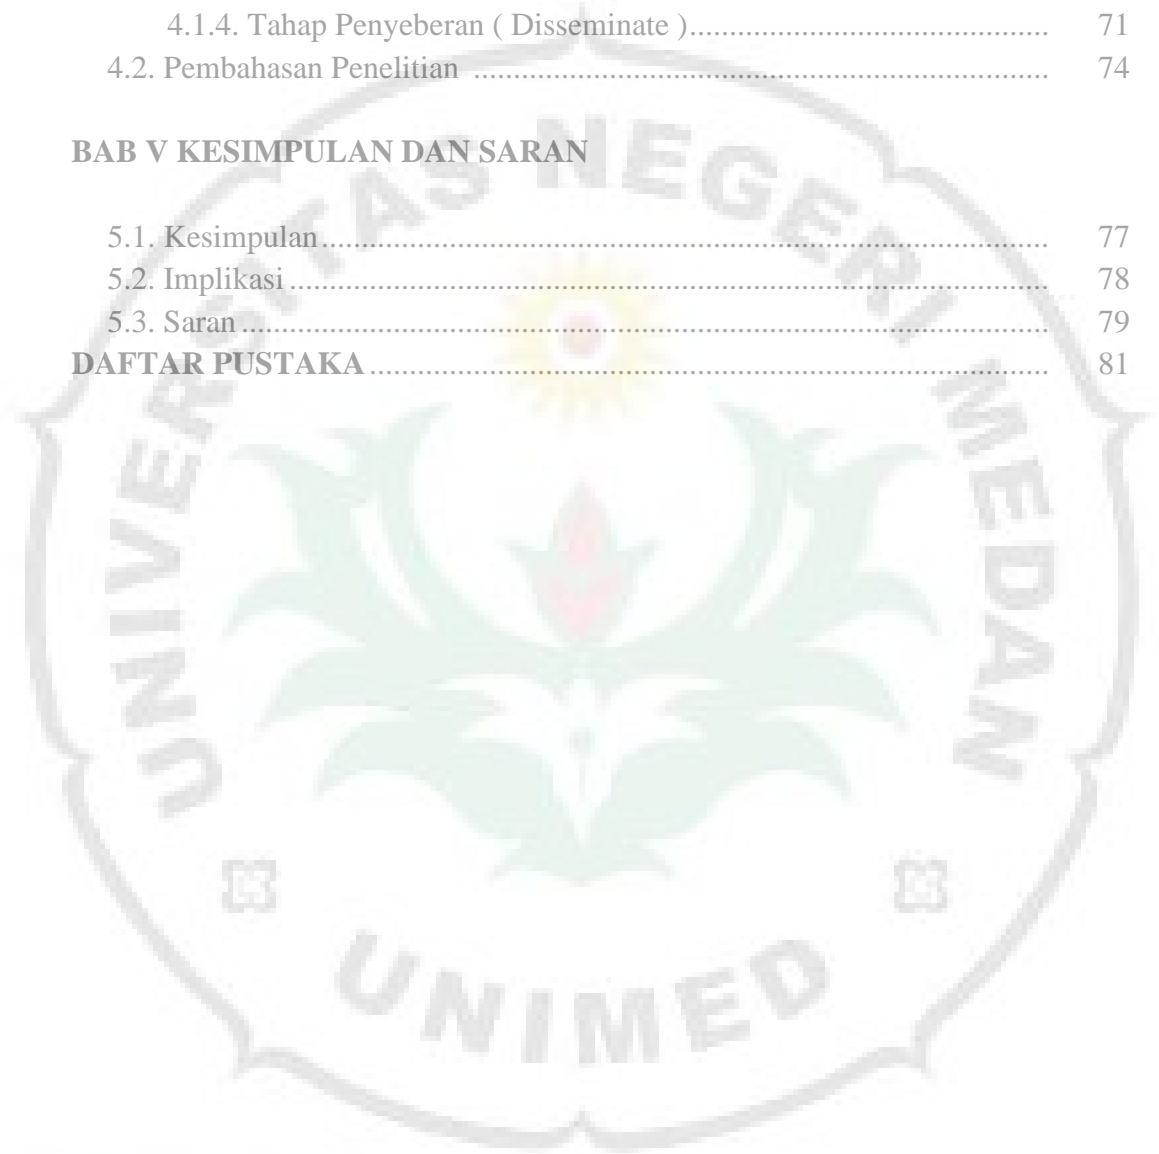 4.1.4. Tahap Penyeberan ( Disseminate )..................................... 71
4.2. Pembahasan Penelitian ..................................................... 74
BAB V KESIMPULAN DAN SARAN
5.1. Kesimpulan..................................................................... 77
5.2. Implikasi......................................................................... 78
5.3. Saran............................................................................... 79
DAFTAR PUSTAKA............................................................. 81
UNIVERSITAS NEGERI MEDAN
UNIMED